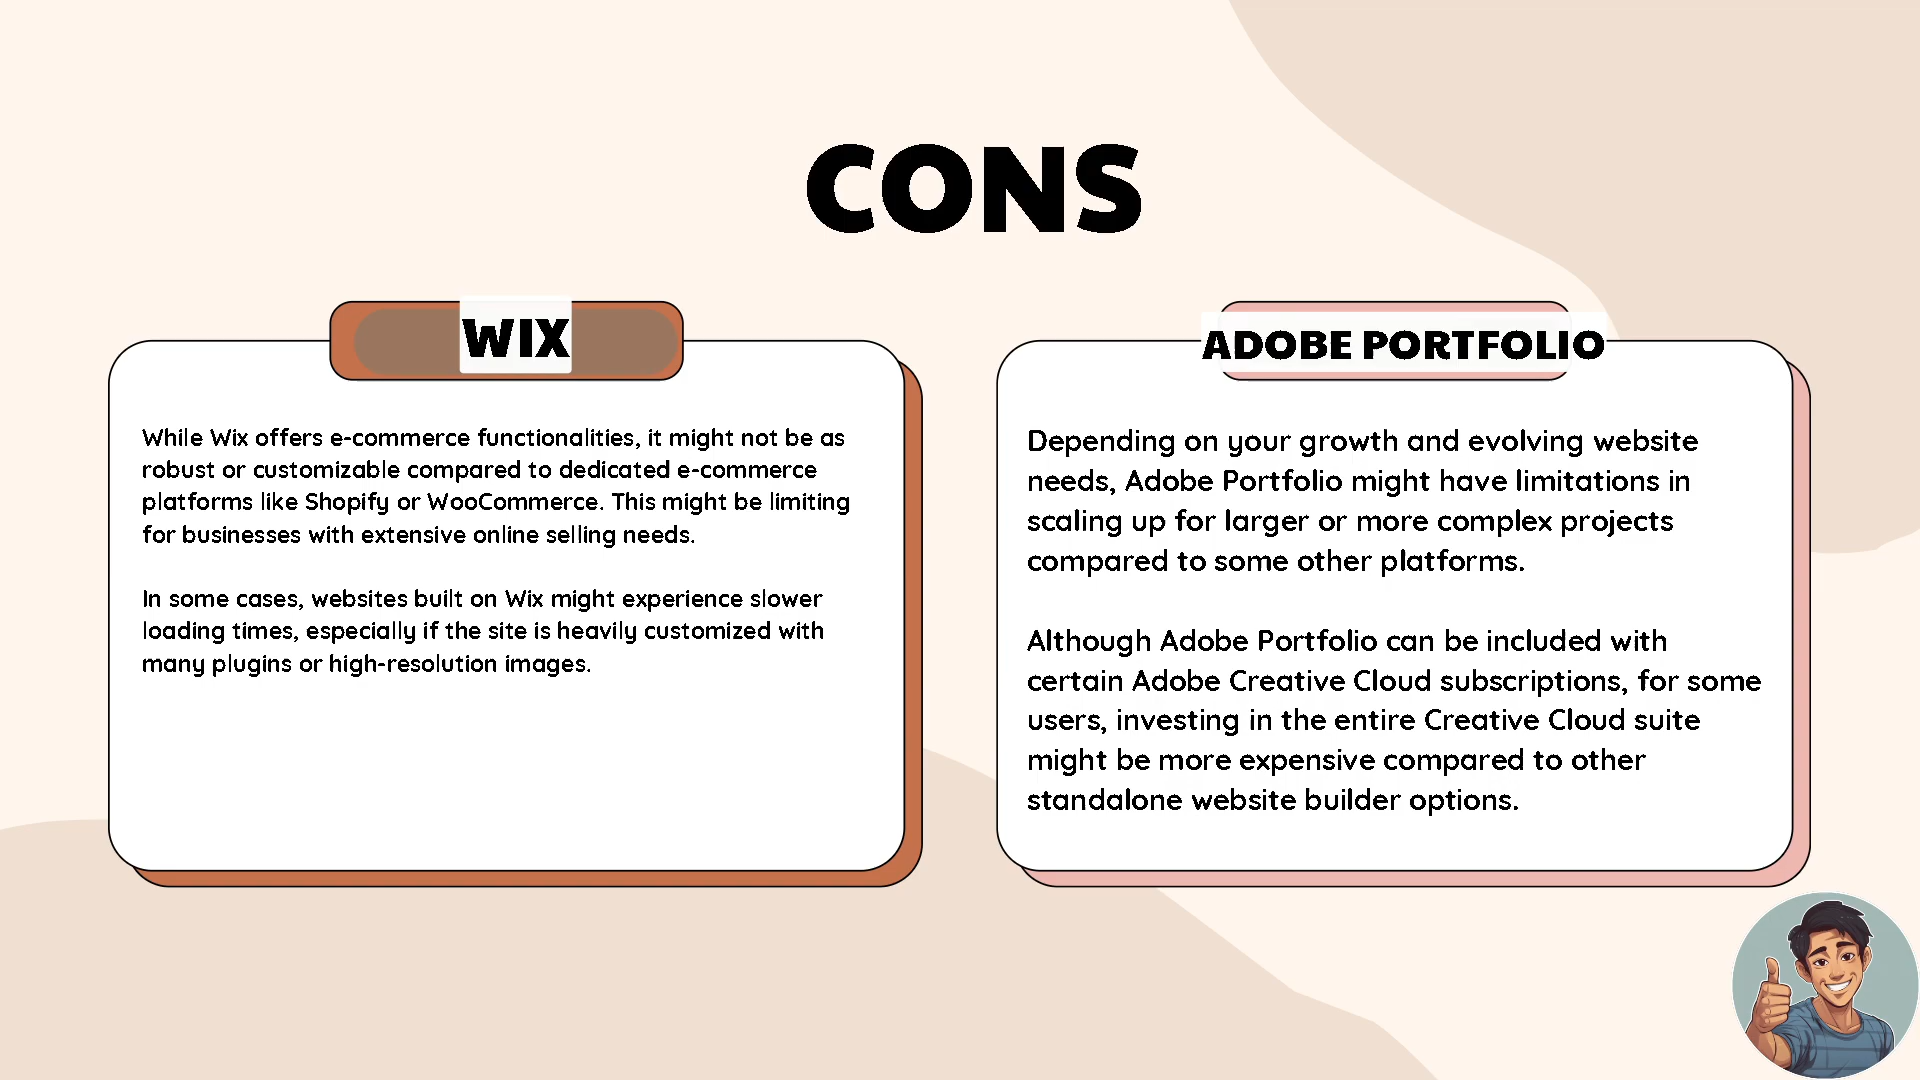 CONS
WIX
While Wix offers e-commerce functionalities, it might not be as
robust or customizable compared to dedicated e-commerce
platforms like Shopify or WooCommerce. This might be limiting
for businesses with extensive online selling needs.
In some cases, websites built on Wix might experience slower
loading times, especially if the site is heavily customized with
many plugins or high-resolution images.
ADOBE PORTFOLIO
Depending on your growth and evolving website
needs, Adobe Portfolio might have limitations in
scaling up for larger or more complex projects
compared to some other platforms.
Although Adobe Portfolio can be included with
certain Adobe Creative Cloud subscriptions, for some
users, investing in the entire Creative Cloud suite
might be more expensive compared to other
standalone website builder options.